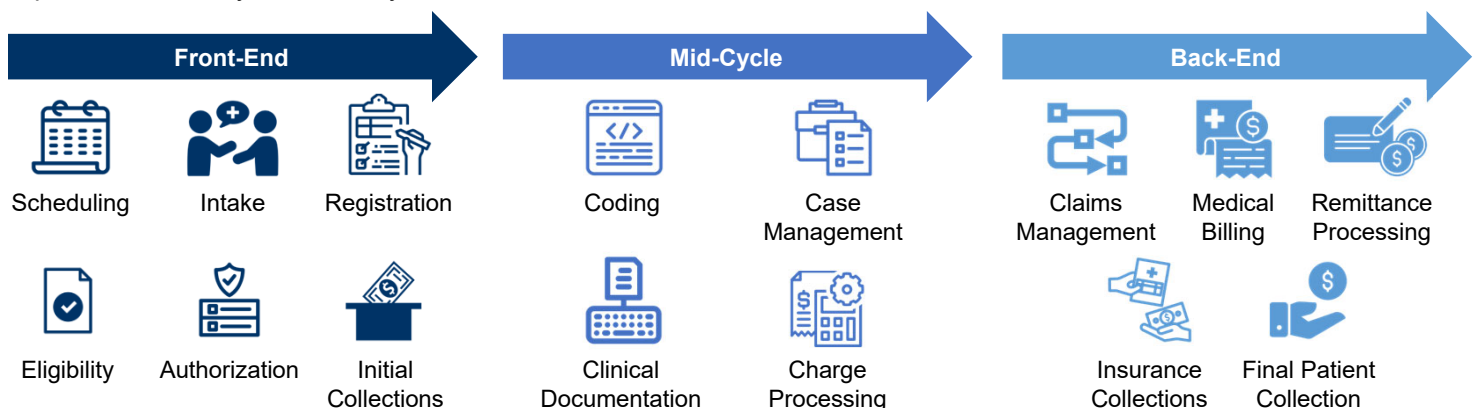 Front-End
Mid-Cycle
Back-End
Scheduling
Intake
Registration
Coding
Case
Management
Claims
Management
Medical
Billing
Remittance
Processing
Eligibility
Authorization
Initial
Collections
Clinical
Documentation
Charge
Processing
Insurance
Collections
Final Patient
Collection